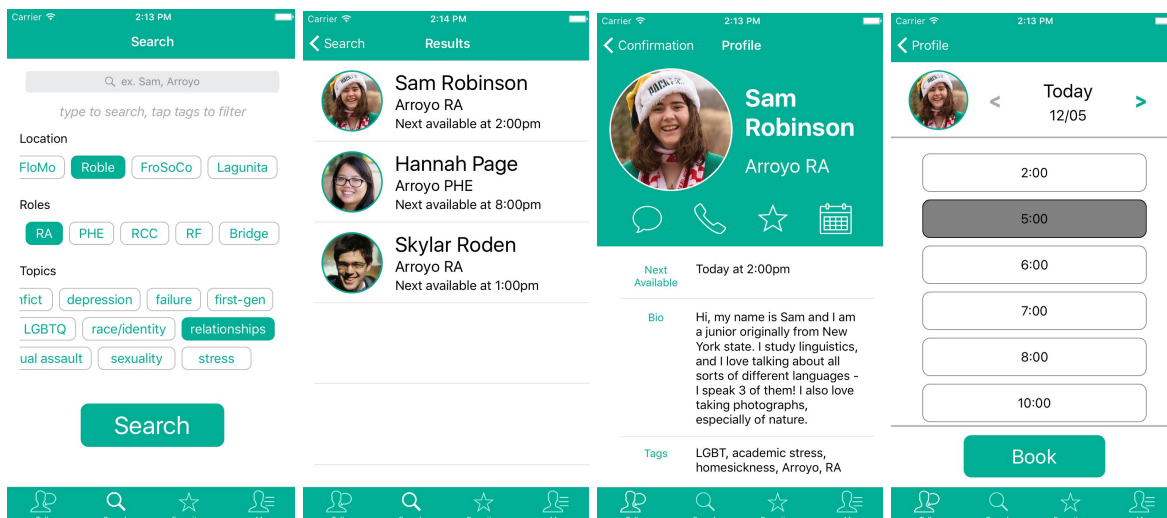 Carrier 2:13 PM
Search
ex. Sam, Arroyo
type to search, tap tags to filter
Location
FloMo Roble FroSoCo Lagunita
Roles
RA PHE RCC RF Bridge
Topics
nflict depression failure first-gen
LGBTQ race/identity relationships
ual assault sexuality stress
Search
Carrier 2:14 PM
Search Results
Sam Robinson
Arroyo RA
Next available at 2:00pm
Hannah Page
Arroyo PHE
Next available at 8:00pm
Skylar Roden
Arroyo RA
Next available at 1:00pm
Carrier 2:13 PM
Confirmation Profile
Sam
Robinson
Arroyo RA
Next
Available
Today at 2:00pm
Bio
Hi, my name is Sam and I am
a junior originally from New
York state. I study linguistics,
and I love talking about all
sorts of different languages -
I speak 3 of them! I also love
taking photographs,
especially of nature.
Tags
LGBT, academic stress,
homesickness, Arroyo, RA
Carrier 2:13 PM
Profile
< Today >
12/05
2:00
5:00
6:00
7:00
8:00
10:00
Book